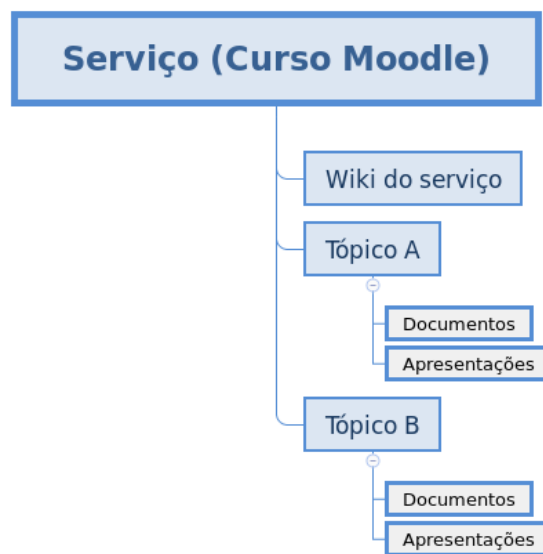 Serviço (Curso Moodle)
Wiki do serviço
Tópico A
Documentos
Apresentações
Tópico B
Documentos
Apresentações